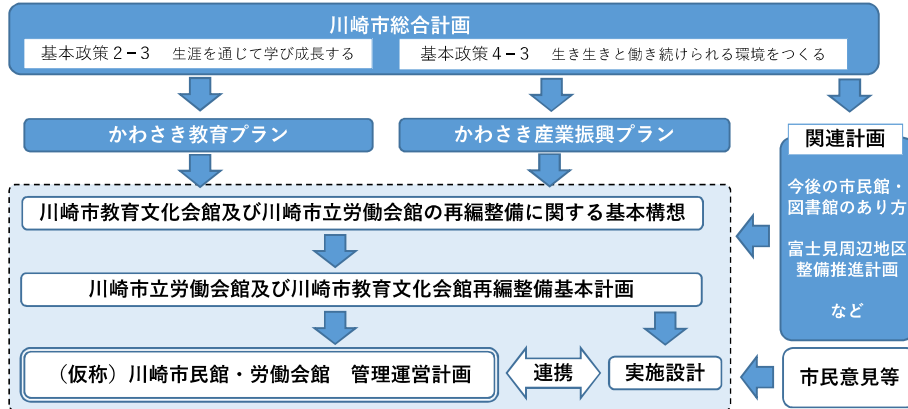 川崎市総合計画
基本政策2－3　生涯を通じて学び成長する
基本政策4－3　生き生きと働き続けられる環境をつくる
かわさき教育プラン
かわさき産業振興プラン
関連計画
今後の市民館・
図書館のあり方
富士見周辺地区
整備推進計画
など
川崎市教育文化会館及び川崎市立労働会館の再編整備に関する基本構想
川崎市立労働会館及び川崎市教育文化会館再編整備基本計画
（仮称）川崎市民館・労働会館　管理運営計画
連携
実施設計
市民意見等